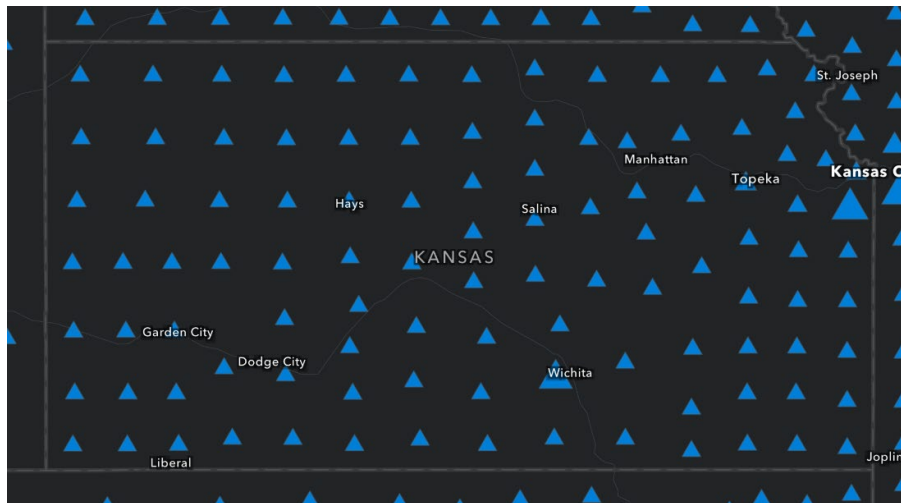 St. Joseph
Manhattan
Topeka
Kansas C
Hays
Salina
KANSAS
Garden City
Dodge City
Wichita
Liberal
Joplin